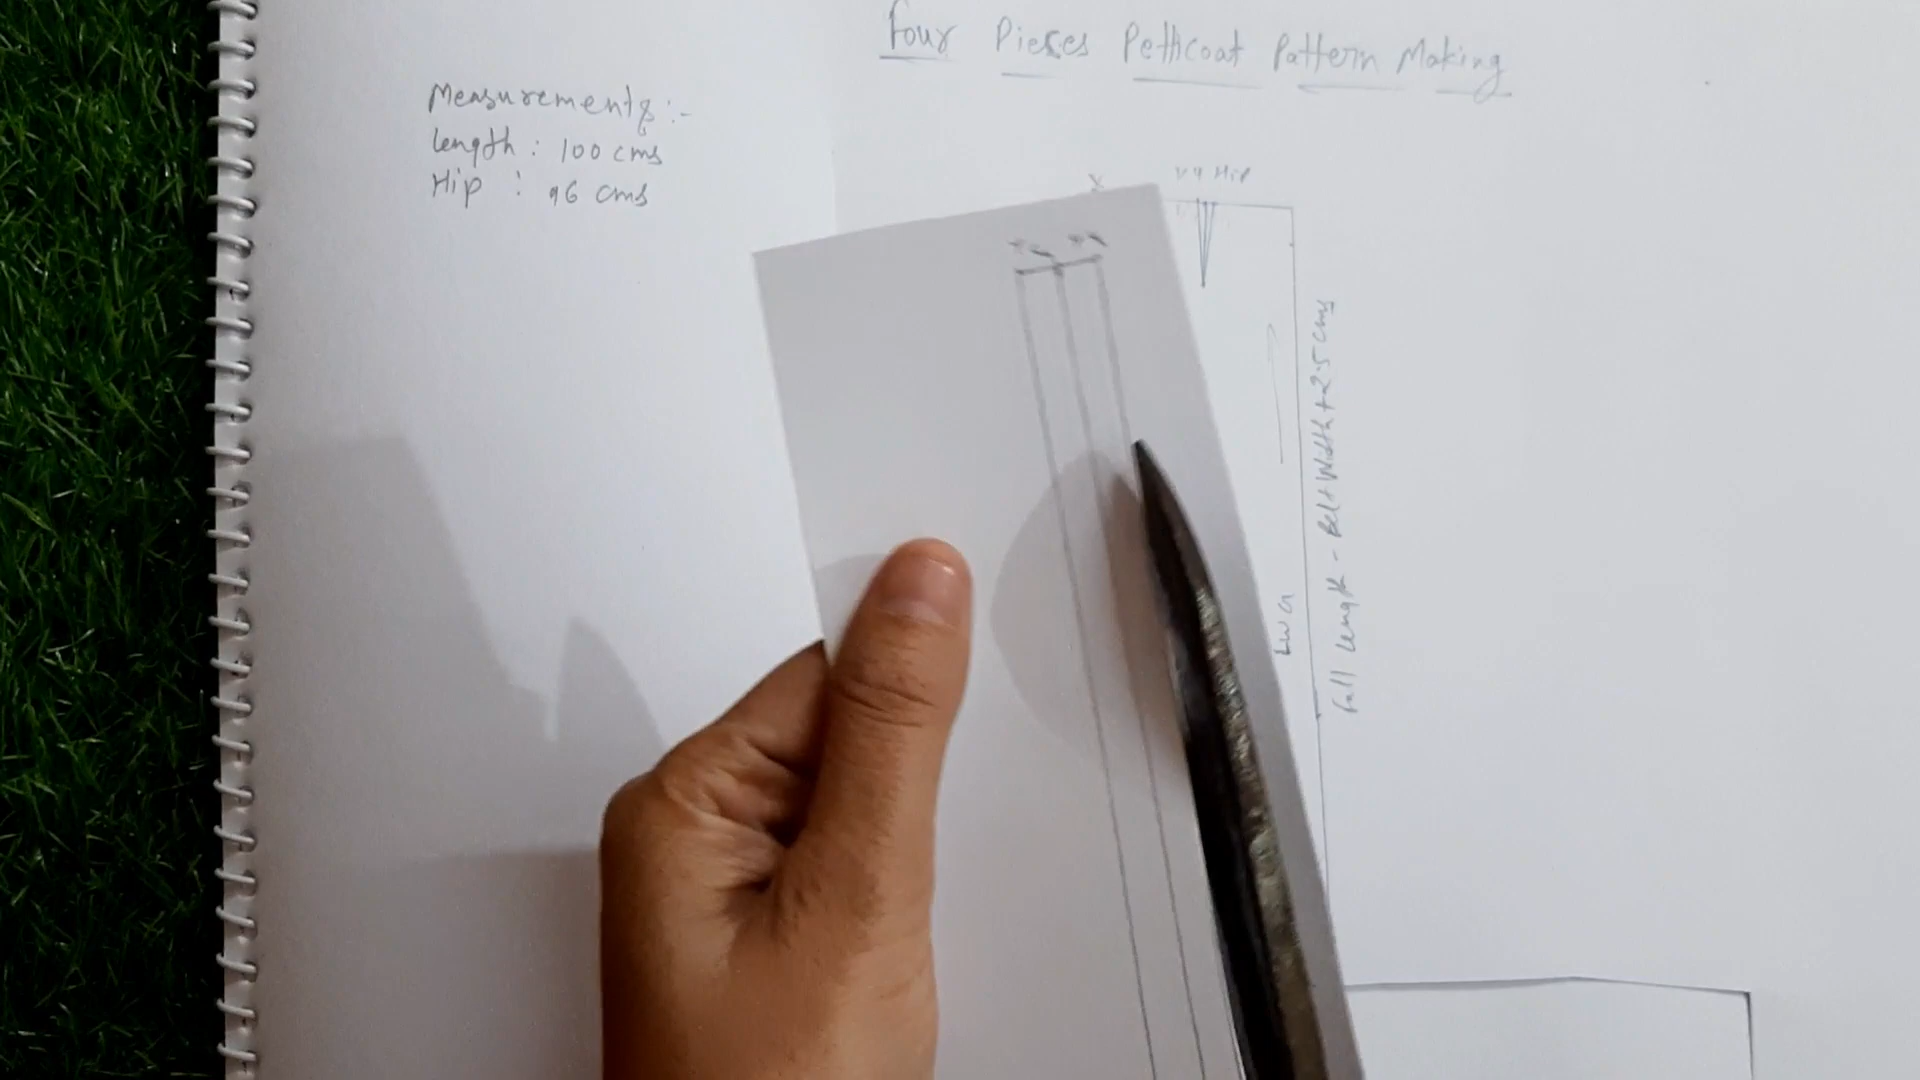 Four Pieces Petticoat Pattern Making
Measurements :-
Length : 100 cms
Hip : 96 cms
X
1/4 Hip
Full Length - Belt Width + 2.5 cms